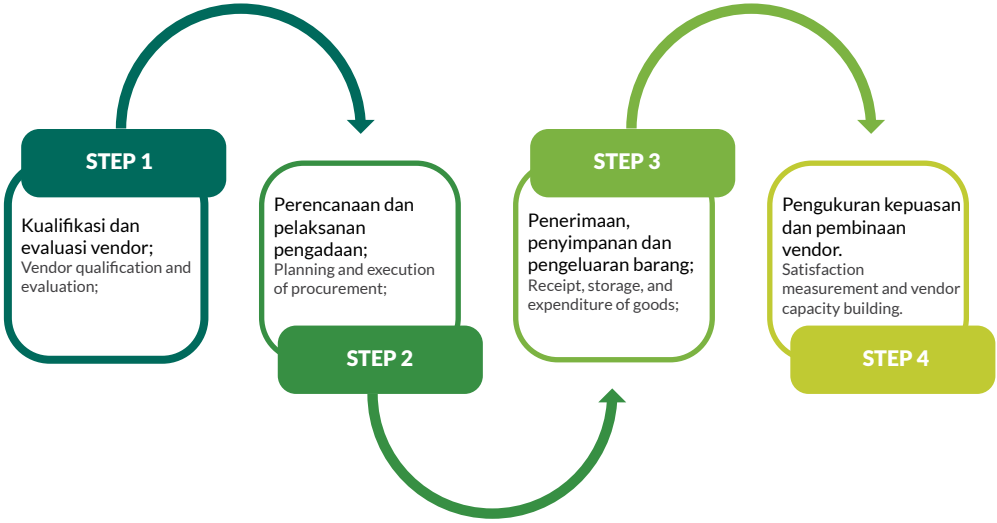 STEP 1
Kualifikasi dan
evaluasi vendor;
Vendor qualification and
evaluation;
Perencanaan dan
pelaksanan
pengadaan;
Planning and execution
of procurement;
STEP 2
STEP 3
Penerimaan,
penyimpanan dan
pengeluaran barang;
Receipt, storage, and
expenditure of goods;
Pengukuran kepuasan
dan pembinaan
vendor.
Satisfaction
measurement and vendor
capacity building.
STEP 4